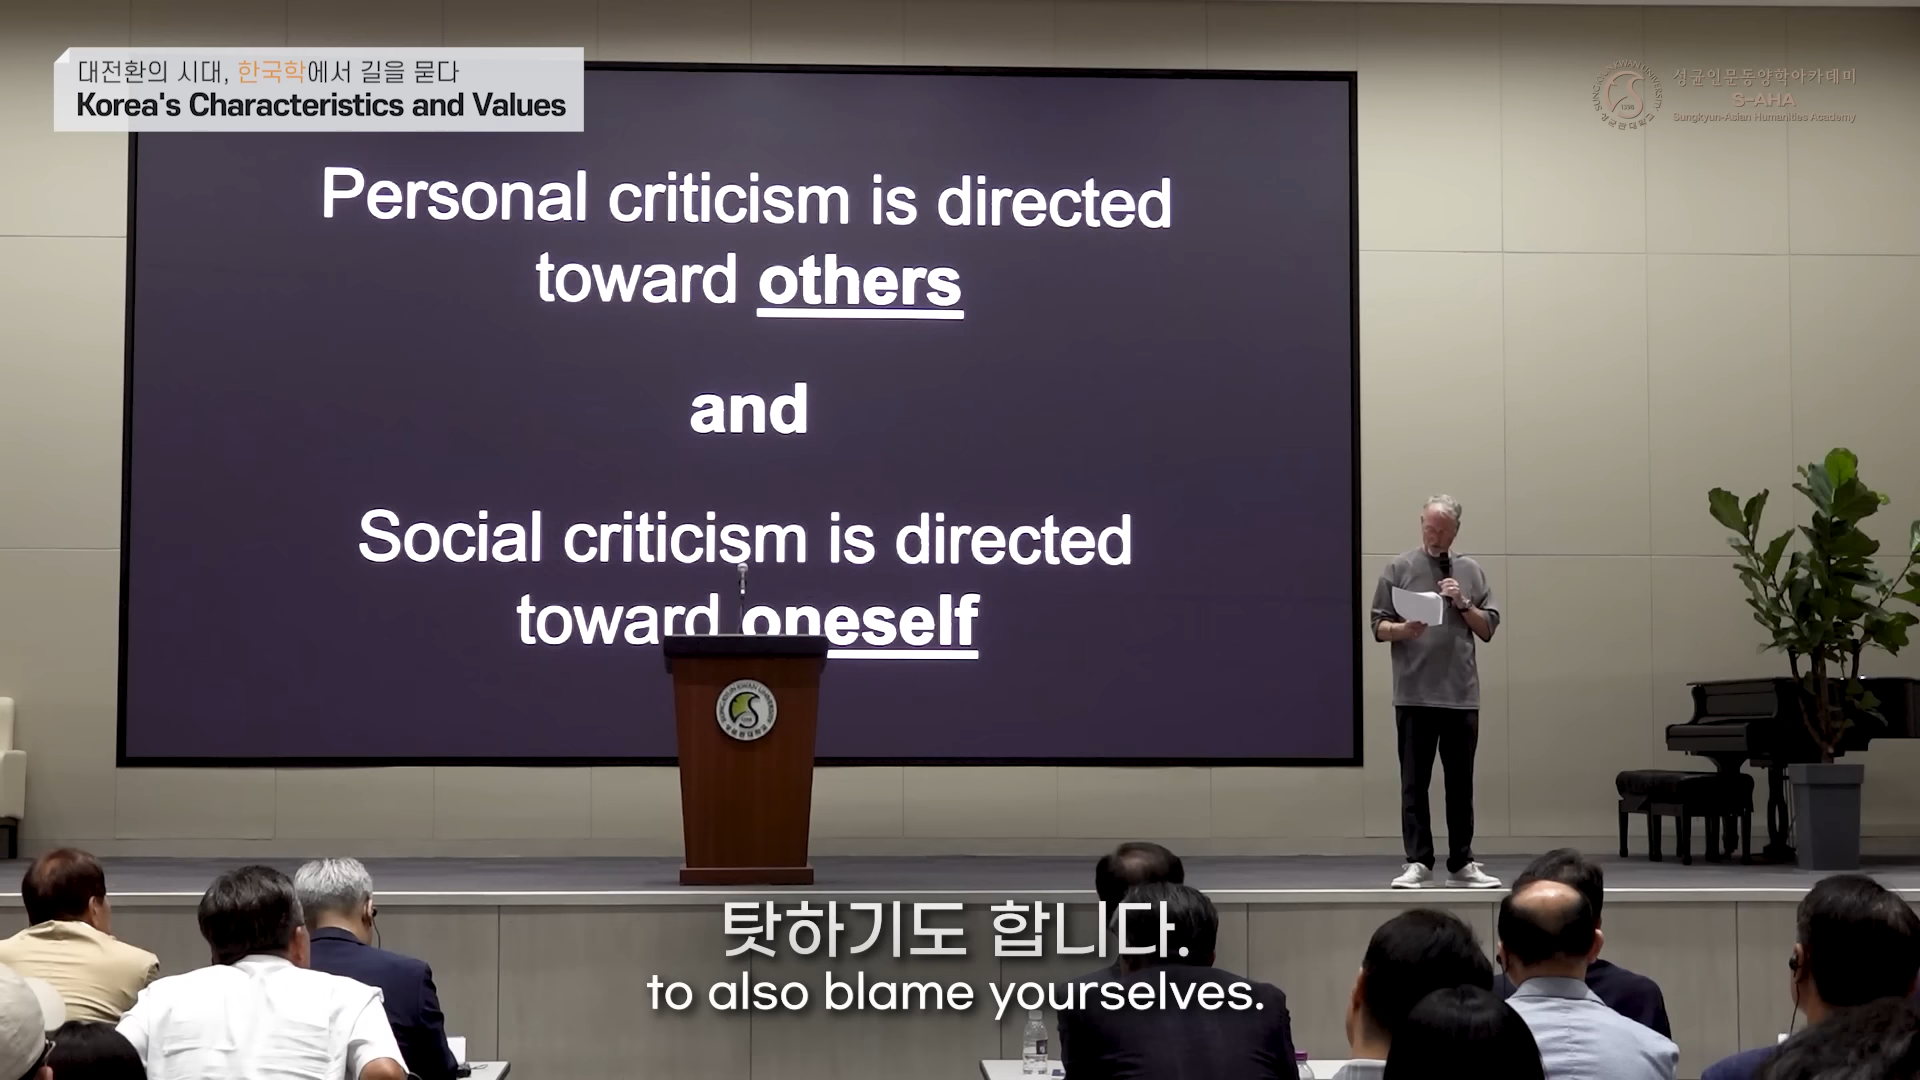 대전환의 시대, 한국학에서 길을 묻다
Korea's Characteristics and Values
성균인문동양학아카데미
S-AHA
Sungkyun-Asian Humanities Academy
Personal criticism is directed
toward others
and
Social criticism is directed
toward oneself
탓하기도 합니다.
to also blame yourselves.